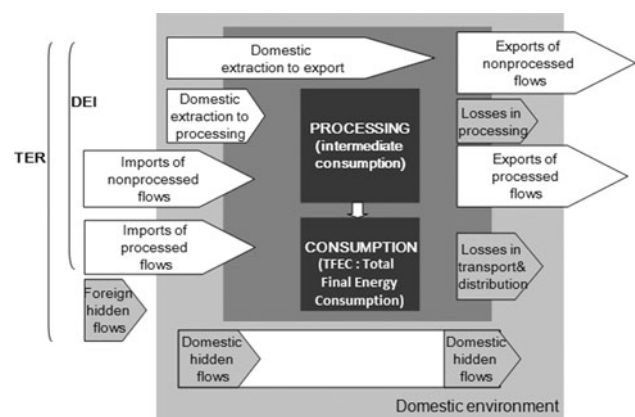 Domestic
extraction to export
Exports of
nonprocessed
flows
DEI
TER
Domestic
extraction to
processing
PROCESSING
(intermediate
consumption)
Losses in
processing
Imports of
nonprocessed
flows
Exports of
processed
flows
Imports of
processed
flows
CONSUMPTION
(TFEC : Total
Final Energy
Consumption)
Losses in
transport&
distribution
Foreign
hidden
flows
Domestic
hidden
flows
Domestic
hidden
flows
Domestic environment